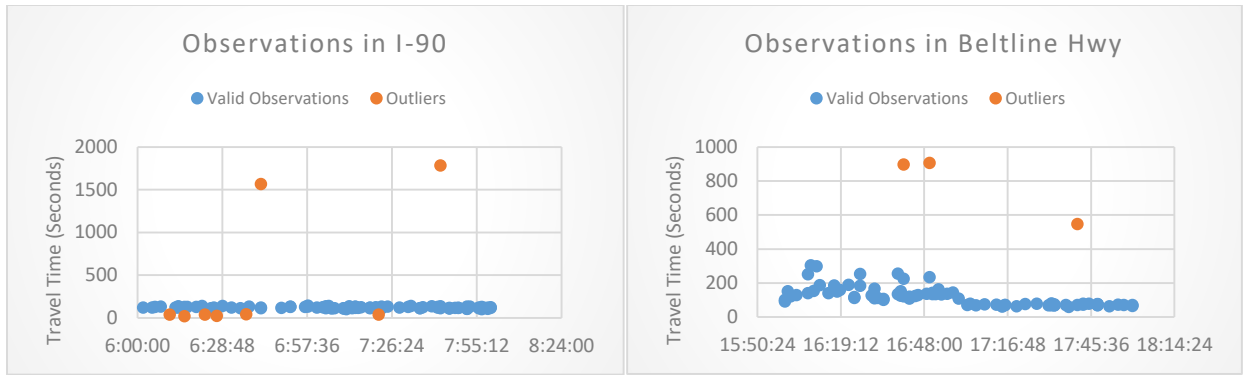 Observations in I-90
Valid Observations Outliers
Travel Time (Seconds)
2000
1500
1000
500
0
6:00:00 6:28:48 6:57:36 7:26:24 7:55:12 8:24:00
Observations in Beltline Hwy
Valid Observations Outliers
Travel Time (Seconds)
1000
800
600
400
200
0
15:50:24 16:19:12 16:48:00 17:16:48 17:45:36 18:14:24